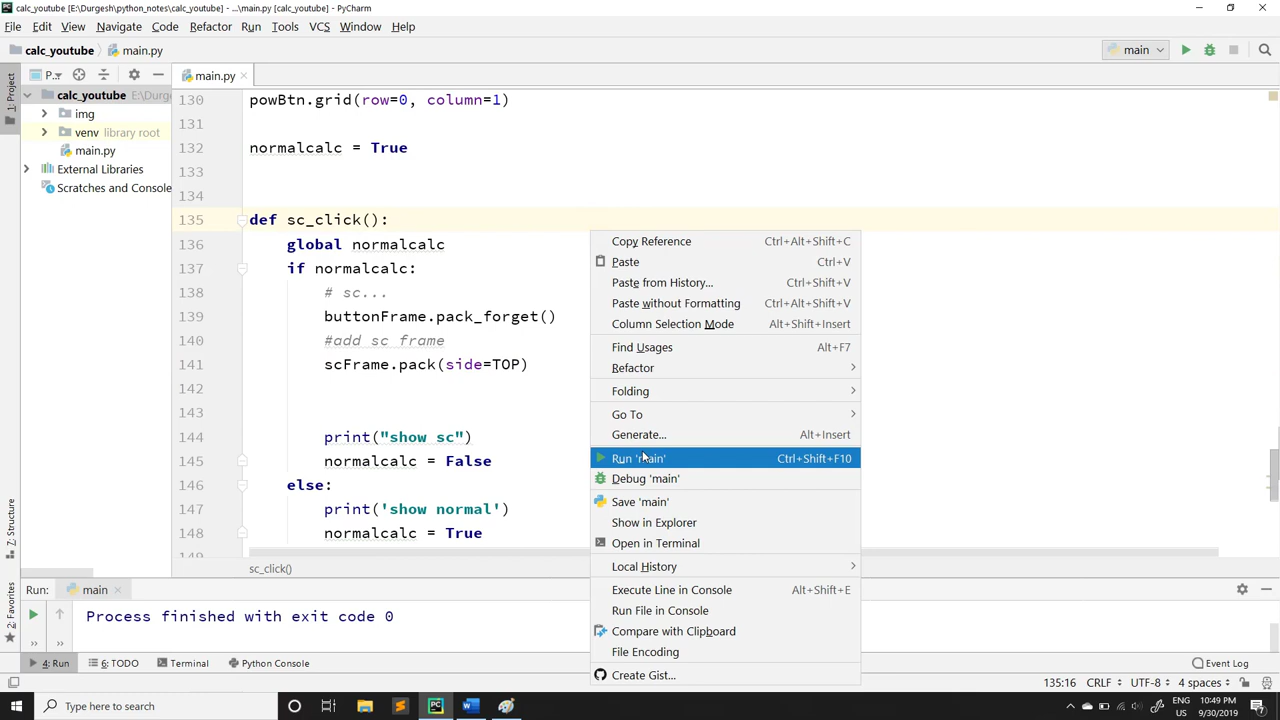 calc_youtube [E:\Durgesh\python_notes\calc_youtube] - ...\main.py [calc_youtube] - PyCharm
File Edit View Navigate Code Refactor Run Tools VCS Window Help
calc_youtube main.py main
1: Project
P... main.py
calc_youtube E:\Durg
img
venv library root
main.py
External Libraries
Scratches and Console
130 powBtn.grid(row=0, column=1)
131
132 normalcalc = True
133
134
135 def sc_click():
136 global normalcalc
137 if normalcalc:
138 # sc...
139 buttonFrame.pack_forget()
140 #add sc frame
141 scFrame.pack(side=TOP)
142
143
144 print("show sc")
145 normalcalc = False
146 else:
147 print('show normal')
148 normalcalc = True
149
sc_click()
Copy Reference Ctrl+Alt+Shift+C
Paste Ctrl+V
Paste from History... Ctrl+Shift+V
Paste without Formatting Ctrl+Alt+Shift+V
Column Selection Mode Alt+Shift+Insert
Find Usages Alt+F7
Refactor
Folding
Go To
Generate... Alt+Insert
Run 'main' Ctrl+Shift+F10
Debug 'main'
Save 'main'
Show in Explorer
Open in Terminal
Local History
Execute Line in Console Alt+Shift+E
Run File in Console
Compare with Clipboard
File Encoding
Create Gist...
7: Structure
2: Favorites
Run: main
Process finished with exit code 0
4: Run 6: TODO Terminal Python Console Event Log
135:16 CRLF UTF-8 4 spaces
Type here to search
ENG 10:49 PM
US 9/30/2019
7